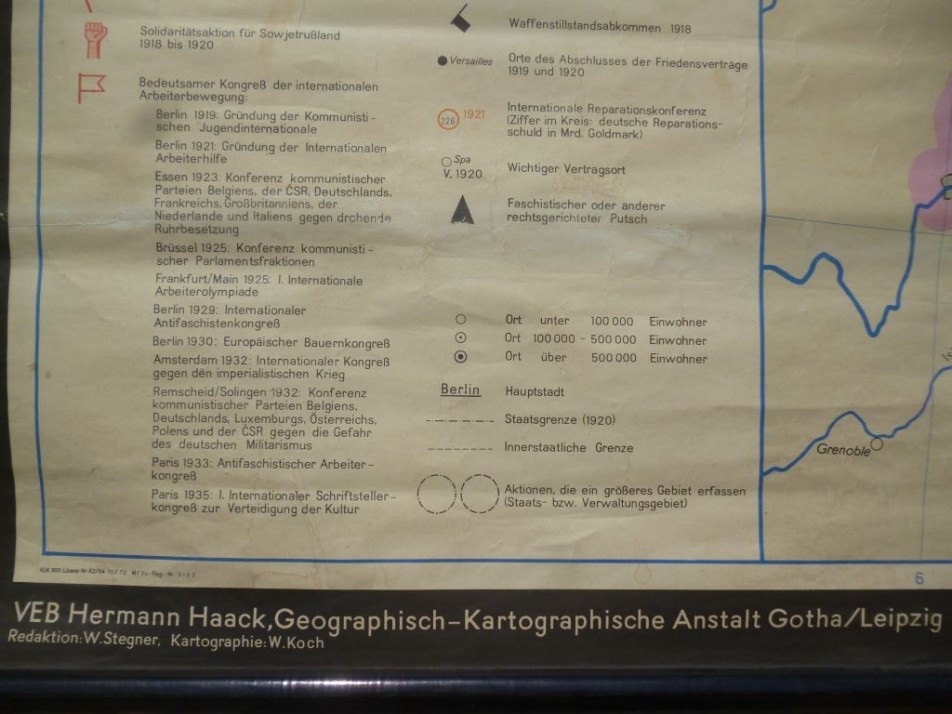 Solidaritätsaktion für Sowjetrußland
1918 bis 1920
Bedeutsamer Kongreß der internationalen
Arbeiterbewegung:
Berlin 1919: Gründung der Kommunisti-
schen Jugendinternationale
Berlin 1921: Gründung der Internationalen
Arbeiterhilfe
Essen 1923: Konferenz kommunistischer
Parteien Belgiens, der ČSR, Deutschlands,
Frankreichs, Großbritanniens, der
Niederlande und Italiens gegen drohende
Ruhrbesetzung
Brüssel 1925: Konferenz kommunisti-
scher Parlamentsfraktionen
Frankfurt/Main 1925: I. Internationale
Arbeiterolympiade
Berlin 1929: Internationaler
Antifaschistenkongreß
Berlin 1930: Europäischer Bauernkongreß
Amsterdam 1932: Internationaler Kongreß
gegen den imperialistischen Krieg
Remscheid/Solingen 1932: Konferenz
kommunistischer Parteien Belgiens,
Deutschlands, Luxemburgs, Österreichs,
Polens und der ČSR gegen die Gefahr
des deutschen Militarismus
Paris 1933: Antifaschistischer Arbeiter-
kongreß
Paris 1935: I. Internationaler Schriftsteller-
kongreß zur Verteidigung der Kultur
Waffenstillstandsabkommen 1918
Versailles Orte des Abschlusses der Friedensverträge
1919 und 1920
226 1921 Internationale Reparationskonferenz
(Ziffer im Kreis: deutsche Reparations-
schuld in Mrd. Goldmark)
Spa
V. 1920 Wichtiger Vertragsort
Faschistischer oder anderer
rechtsgerichteter Putsch
Ort unter 100 000 Einwohner
Ort 100 000 - 500 000 Einwohner
Ort über 500 000 Einwohner
Berlin Hauptstadt
Staatsgrenze (1920)
Innerstaatliche Grenze
Aktionen, die ein größeres Gebiet erfassen
(Staats- bzw. Verwaltungsgebiet)
Grenoble
6
VEB Hermann Haack, Geographisch-Kartographische Anstalt Gotha/Leipzig
Redaktion: W. Stegner, Kartographie: W. Koch